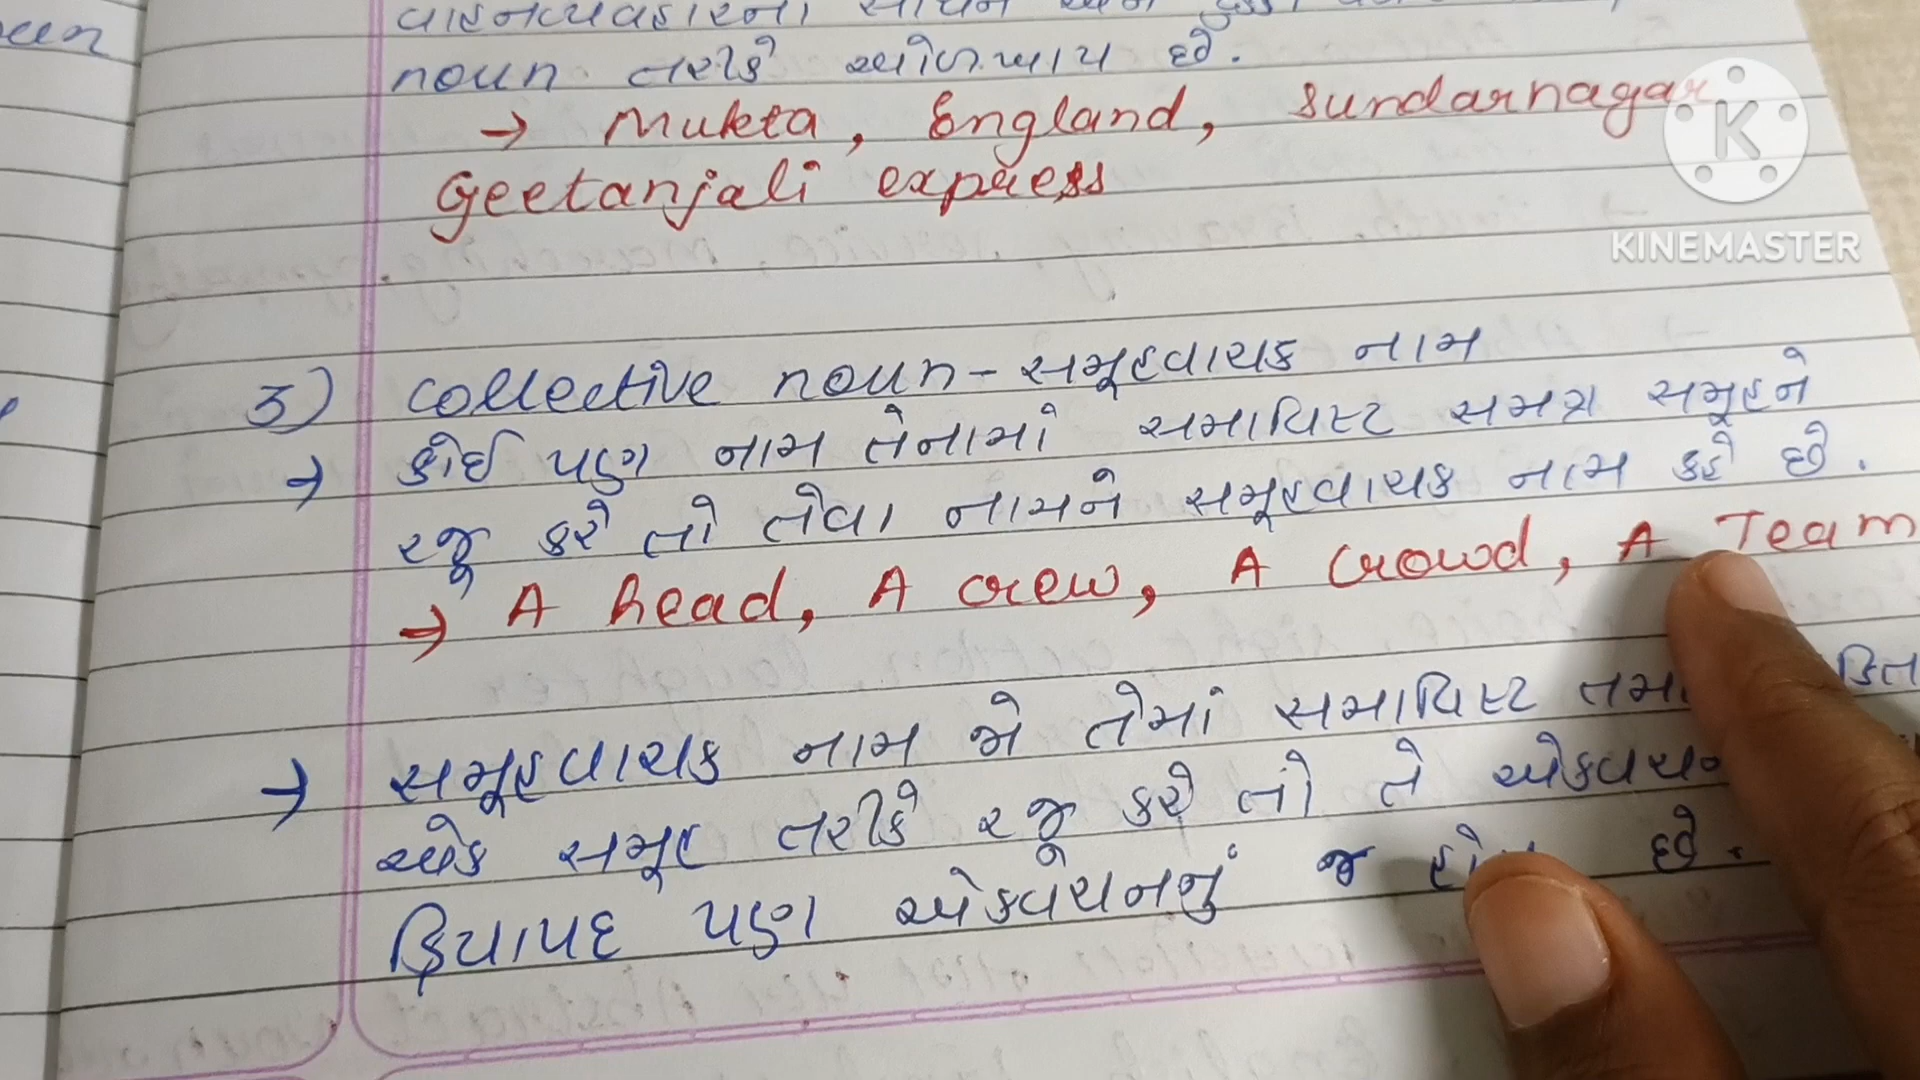 noun તરીકે ઓળખાય છે.
→ Mukta, England, Sundarnagar
Geetanjali express
KINEMASTER
3) Collective noun - સમૂહવાચક નામ
→ કોઈ પણ નામ તેનામાં સમાવિષ્ટ સમગ્ર સમૂહને
રજૂ કરે તો તેવા નામને સમૂહવાચક નામ કહે છે.
→ A head, A crew, A Crowd, A Team
→ સમૂહવાચક નામ જો તેમાં સમાવિષ્ટ
એક સમૂહ તરીકે રજૂ કરે તો તે
ક્રિયાપદ પણ એકવચનનું જ છે.